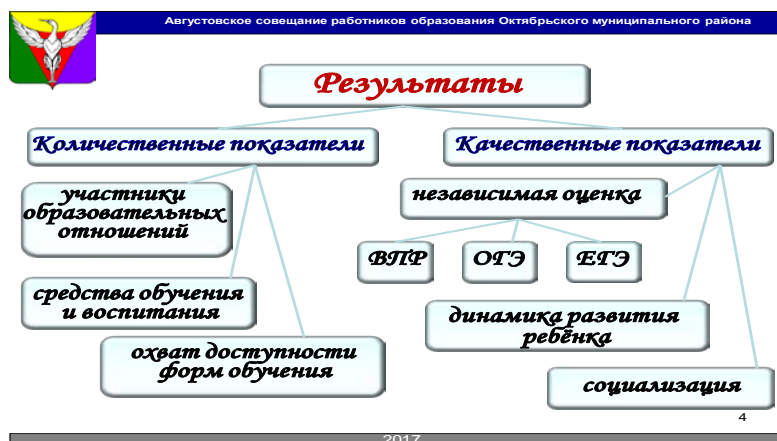 Августовское совещание работников образования Октябрьского муниципального района
Результаты
Количественные показатели
Качественные показатели
участники
образовательных
отношений
независимая оценка
ВПР
ОГЭ
ЕГЭ
средства обучения
и воспитания
динамика развития
ребёнка
охват доступности
форм обучения
социализация
4
2017